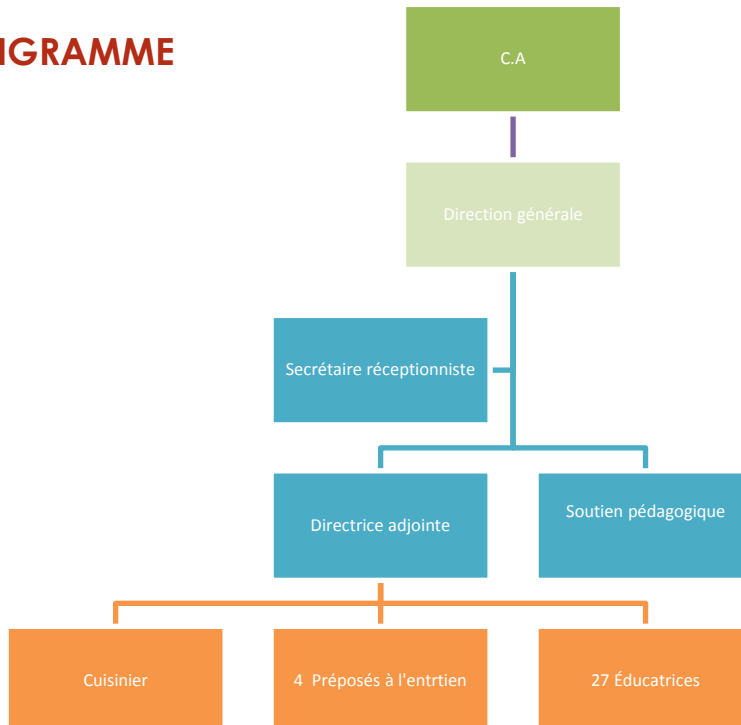 IGRAMME
C.A
Direction générale
Secrétaire réceptionniste
Directrice adjointe
Soutien pédagogique
Cuisinier
4 Préposés à l'entrtien
27 Éducatrices